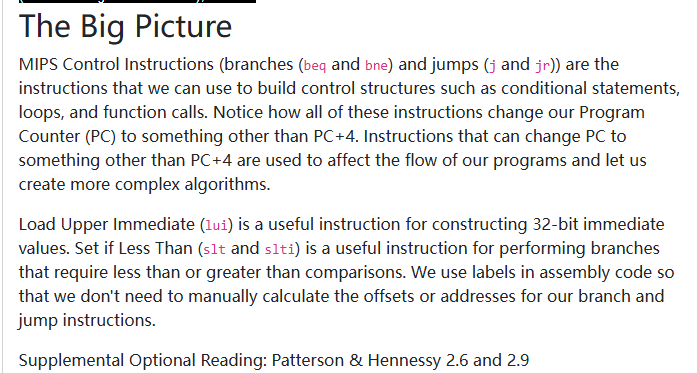 The Big Picture
MIPS Control Instructions (branches (beq and bne) and jumps (j and jr)) are the
instructions that we can use to build control structures such as conditional statements,
loops, and function calls. Notice how all of these instructions change our Program
Counter (PC) to something other than PC+4. Instructions that can change PC to
something other than PC+4 are used to affect the flow of our programs and let us
create more complex algorithms.
Load Upper Immediate (lui) is a useful instruction for constructing 32-bit immediate
values. Set if Less Than (slt and slti) is a useful instruction for performing branches
that require less than or greater than comparisons. We use labels in assembly code so
that we don't need to manually calculate the offsets or addresses for our branch and
jump instructions.
Supplemental Optional Reading: Patterson & Hennessy 2.6 and 2.9